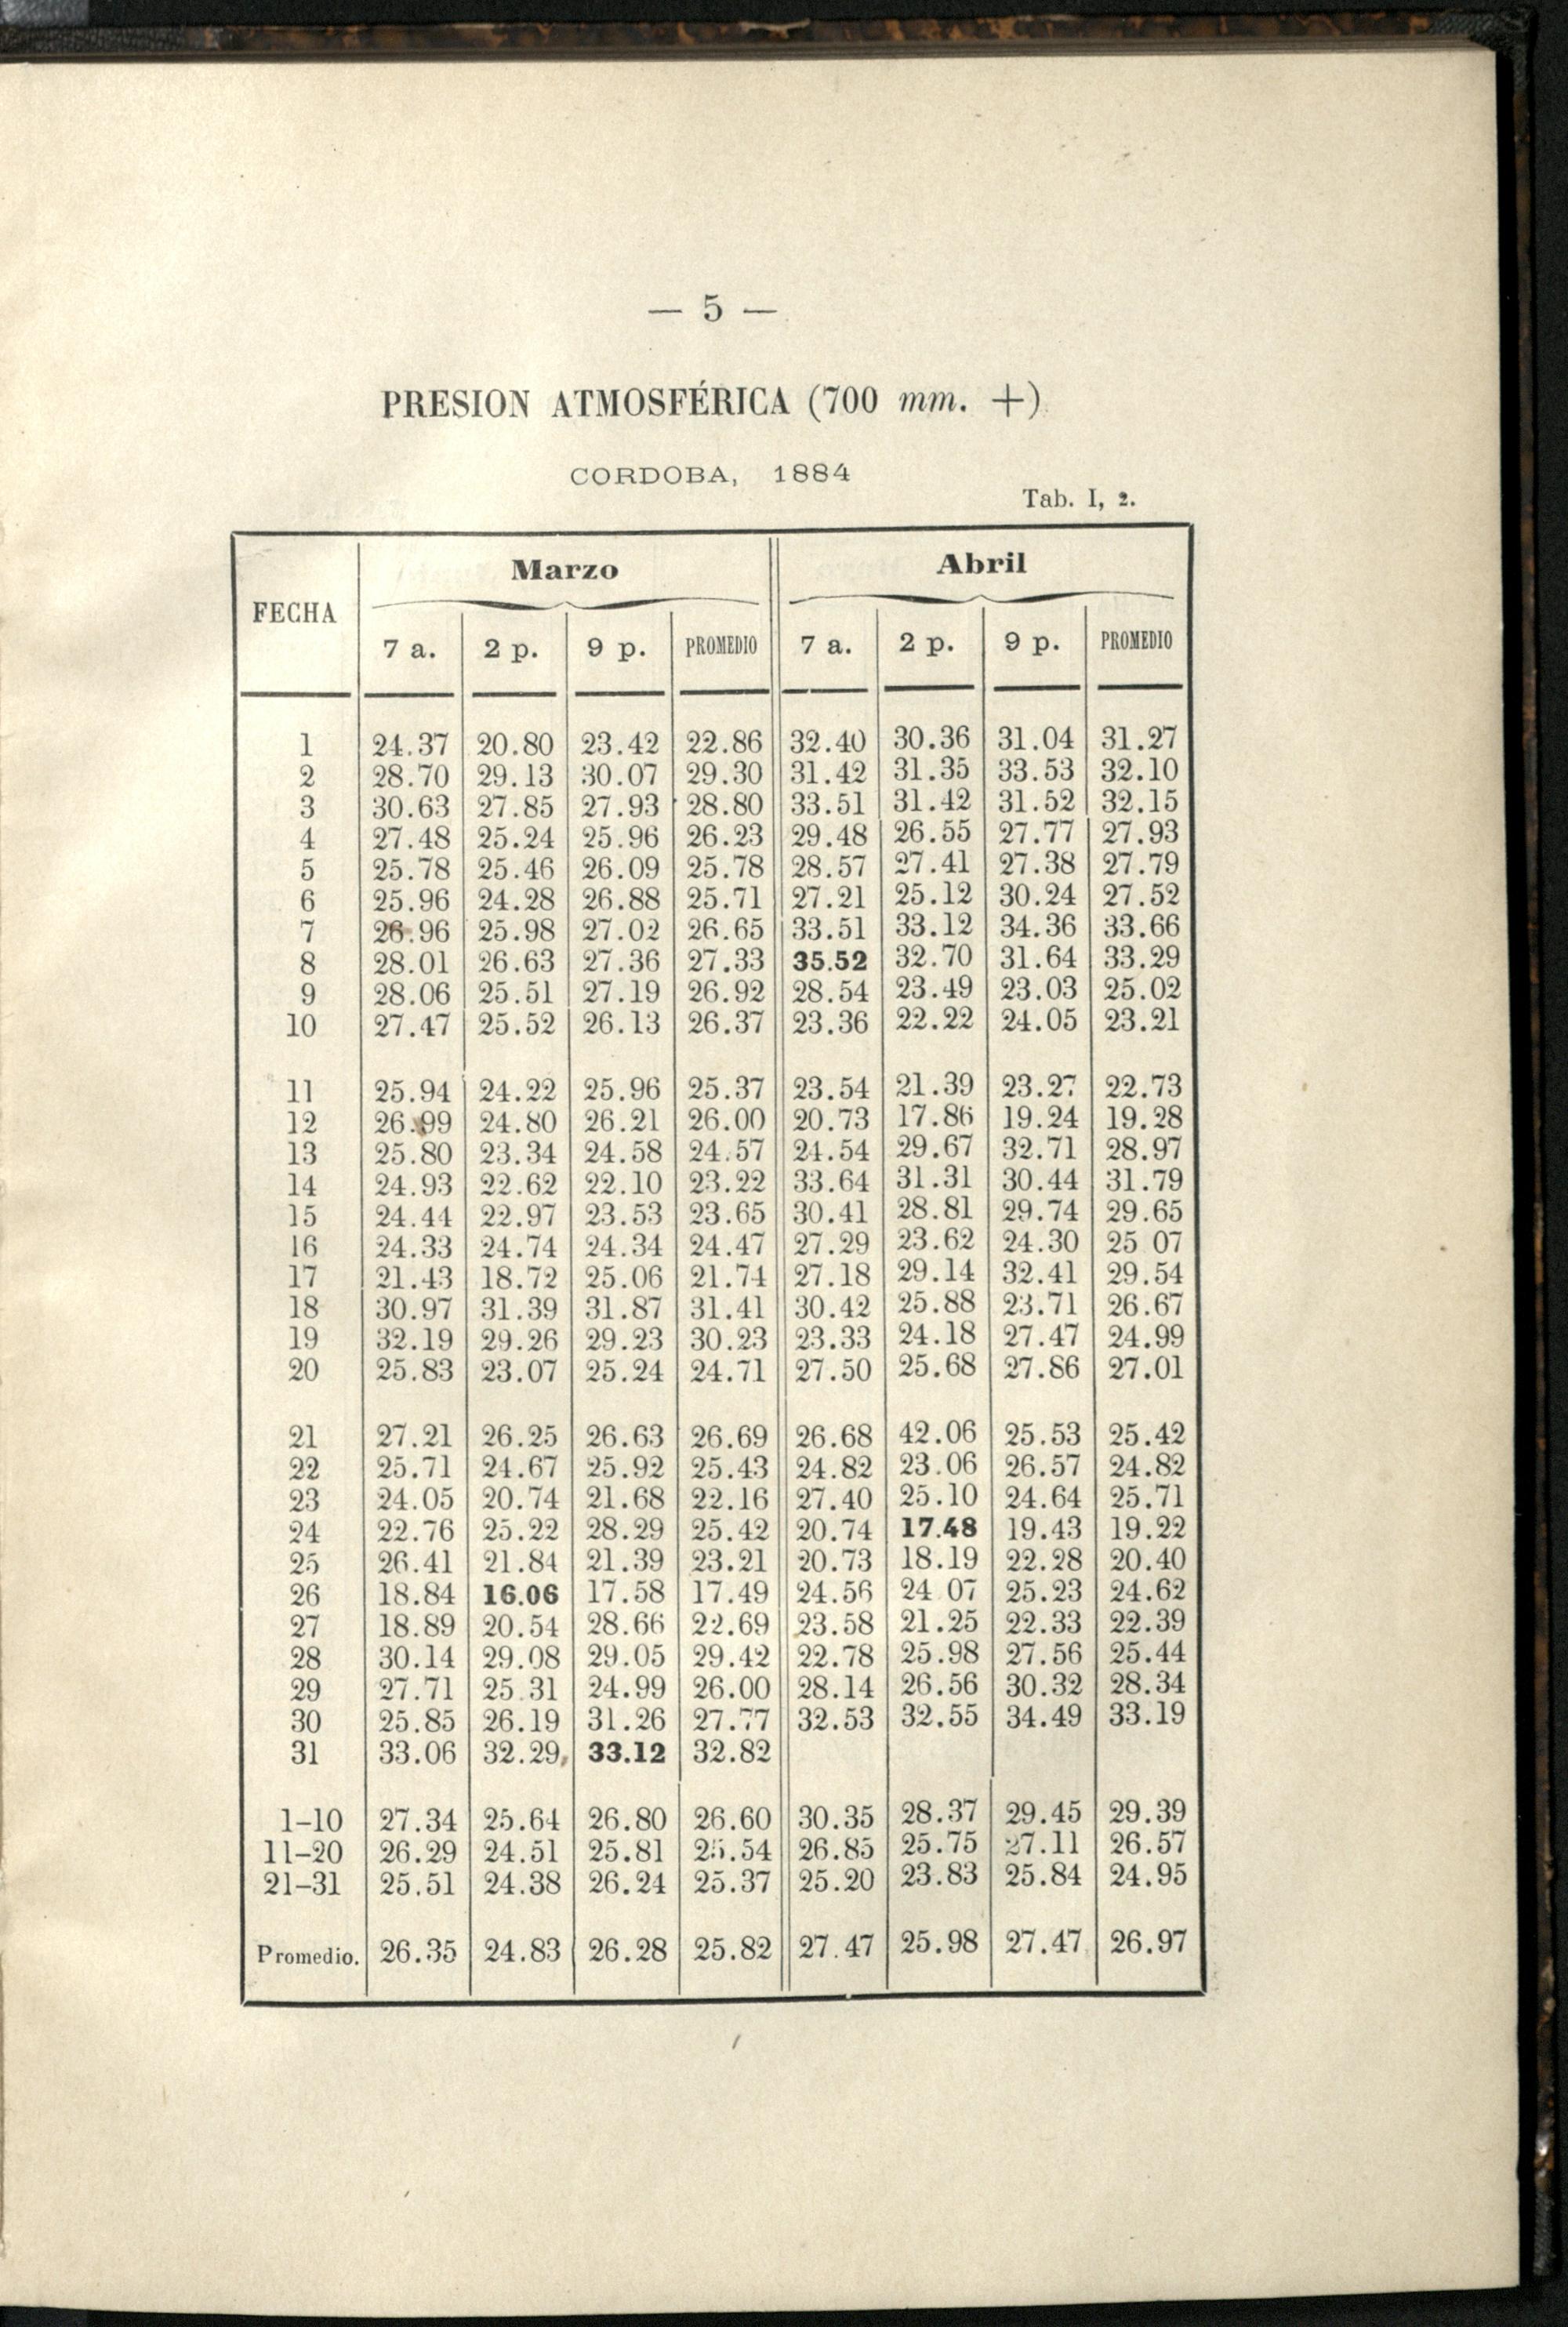 — 5 —
PRESION ATMOSFÉRICA (700 mm. +)
CORDOBA, 1884
Tab. I, 2.
FECHA Marzo Abril
7 a. 2 p. 9 p. PROMEDIO 7 a. 2 p. 9 p. PROMEDIO
1 24.37 20.80 23.42 22.86 32.40 30.36 31.04 31.27
2 28.70 29.13 30.07 29.30 31.42 31.35 33.53 32.10
3 30.63 27.85 27.93 28.80 33.51 31.42 31.52 32.15
4 27.48 25.24 25.96 26.23 29.48 26.55 27.77 27.93
5 25.78 25.46 26.09 25.78 28.57 27.41 27.38 27.79
6 25.96 24.28 26.88 25.71 27.21 25.12 30.24 27.52
7 26.96 25.98 27.02 26.65 33.51 33.12 34.36 33.66
8 28.01 26.63 27.36 27.33 35.52 32.70 31.64 33.29
9 28.06 25.51 27.19 26.92 28.54 23.49 23.03 25.02
10 27.47 25.52 26.13 26.37 23.36 22.22 24.05 23.21
11 25.94 24.22 25.96 25.37 23.54 21.39 23.27 22.73
12 26.99 24.80 26.21 26.00 20.73 17.86 19.24 19.28
13 25.80 23.34 24.58 24.57 24.54 29.67 32.71 28.97
14 24.93 22.62 22.10 23.22 33.64 31.31 30.44 31.79
15 24.44 22.97 23.53 23.65 30.41 28.81 29.74 29.65
16 24.33 24.74 24.34 24.47 27.29 23.62 24.30 25 07
17 21.43 18.72 25.06 21.74 27.18 29.14 32.41 29.54
18 30.97 31.39 31.87 31.41 30.42 25.88 23.71 26.67
19 32.19 29.26 29.23 30.23 23.33 24.18 27.47 24.99
20 25.83 23.07 25.24 24.71 27.50 25.68 27.86 27.01
21 27.21 26.25 26.63 26.69 26.68 42.06 25.53 25.42
22 25.71 24.67 25.92 25.43 24.82 23.06 26.57 24.82
23 24.05 20.74 21.68 22.16 27.40 25.10 24.64 25.71
24 22.76 25.22 28.29 25.42 20.74 17.48 19.43 19.22
25 26.41 21.84 21.39 23.21 20.73 18.19 22.28 20.40
26 18.84 16.06 17.58 17.49 24.56 24 07 25.23 24.62
27 18.89 20.54 28.66 22.69 23.58 21.25 22.33 22.39
28 30.14 29.08 29.05 29.42 22.78 25.98 27.56 25.44
29 27.71 25.31 24.99 26.00 28.14 26.56 30.32 28.34
30 25.85 26.19 31.26 27.77 32.53 32.55 34.49 33.19
31 33.06 32.29 33.12 32.82
1–10 27.34 25.64 26.80 26.60 30.35 28.37 29.45 29.39
11–20 26.29 24.51 25.81 25.54 26.85 25.75 27.11 26.57
21–31 25.51 24.38 26.24 25.37 25.20 23.83 25.84 24.95
Promedio. 26.35 24.83 26.28 25.82 27.47 25.98 27.47 26.97